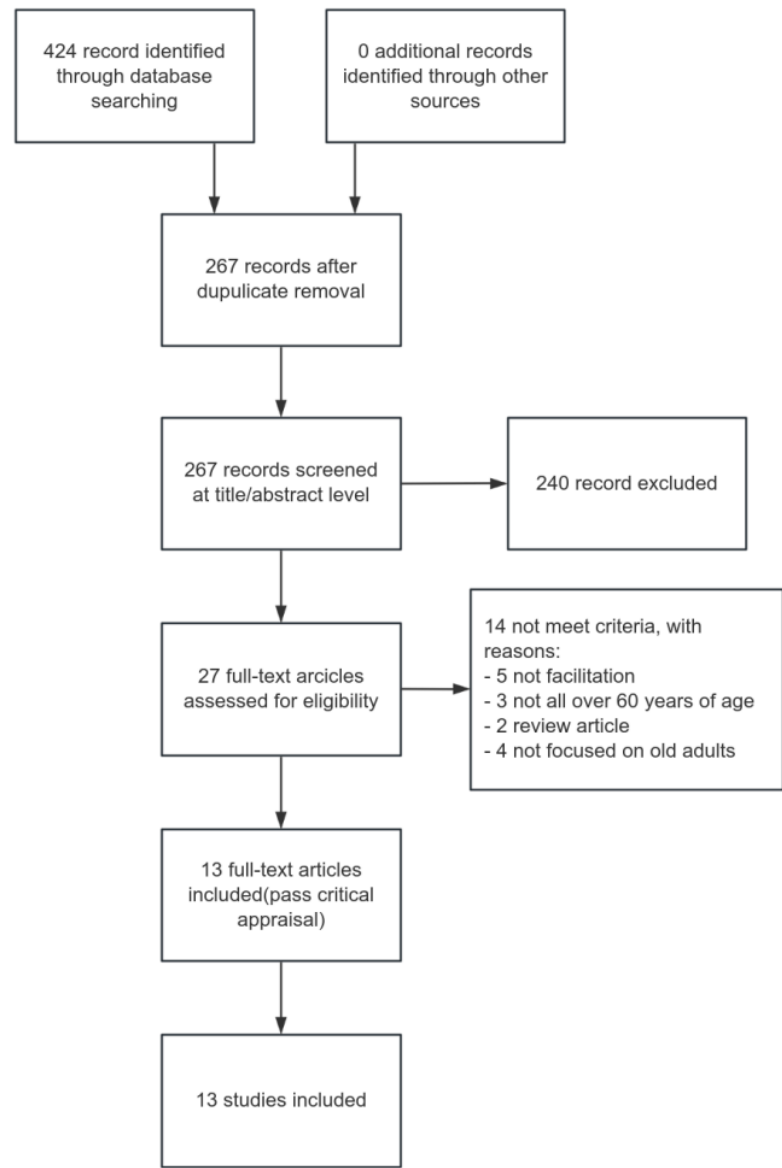 424 record identified
through database
searching
0 additional records
identified through other
sources
267 records after
dupulicate removal
267 records screened
at title/abstract level
240 record excluded
27 full-text arcicles
assessed for eligibility
14 not meet criteria, with
reasons:
- 5 not facilitation
- 3 not all over 60 years of age
- 2 review article
- 4 not focused on old adults
13 full-text articles
included(pass critical
appraisal)
13 studies included